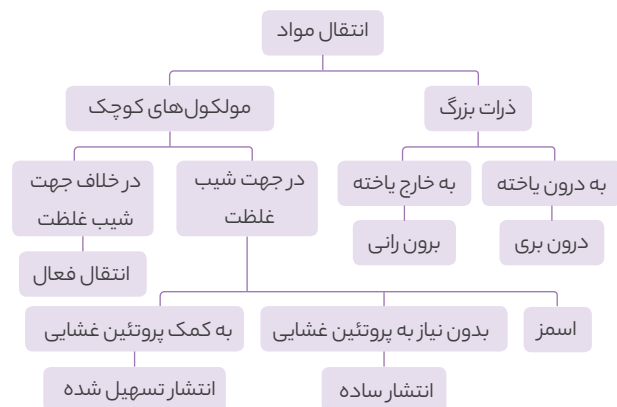 انتقال مواد
ذرات بزرگ
مولکول‌های کوچک
به درون یاخته
به خارج یاخته
در جهت شیب
غلظت
در خلاف جهت
شیب غلظت
درون بری
برون رانی
انتقال فعال
اسمز
بدون نیاز به پروتئین غشایی
به کمک پروتئین غشایی
انتشار ساده
انتشار تسهیل شده